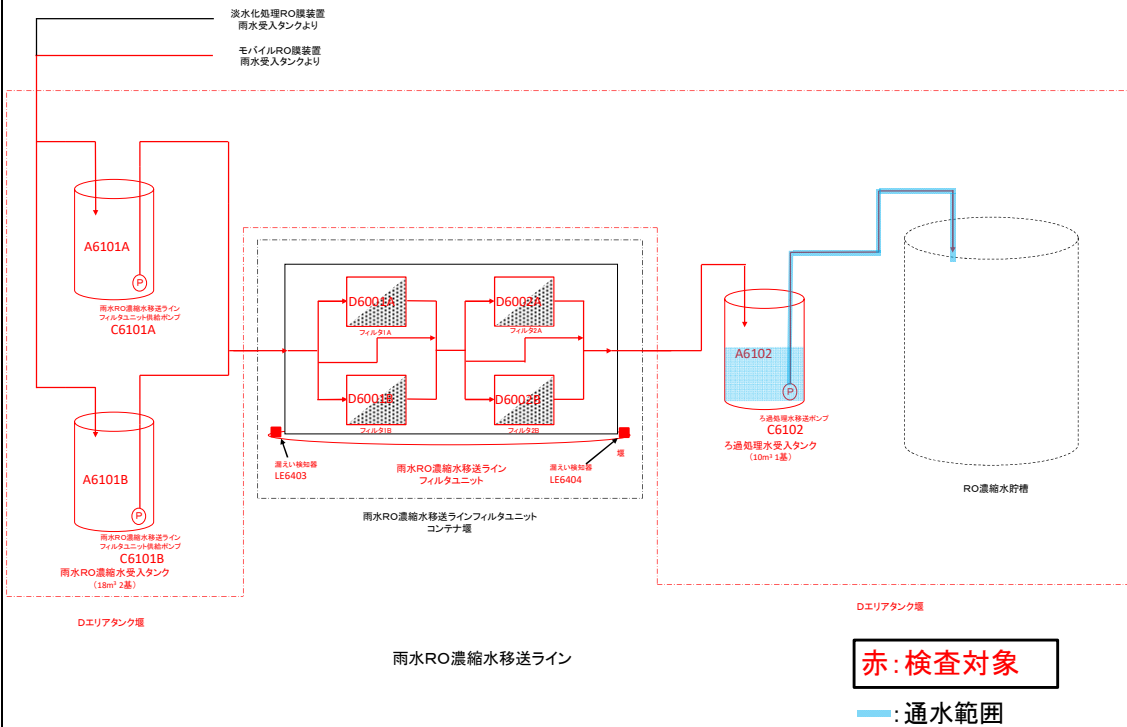 淡水化処理RO膜装置
雨水受入タンクより
モバイルRO膜装置
雨水受入タンクより
A6101A
P
雨水RO濃縮水移送ライン
フィルタユニット供給ポンプ
C6101A
A6101B
P
雨水RO濃縮水移送ライン
フィルタユニット供給ポンプ
C6101B
雨水RO濃縮水受入タンク
（18m³ 2基）
Dエリアタンク堰
D6001A
フィルタ1A
D6002A
フィルタ2A
D6001B
フィルタ1B
D6002B
フィルタ2B
漏えい検知器
LE6403
雨水RO濃縮水移送ライン
フィルタユニット
漏えい検知器
LE6404
堰
雨水RO濃縮水移送ラインフィルタユニット
コンテナ堰
A6102
P
ろ過処理水移送ポンプ
C6102
ろ過処理水受入タンク
（10m³ 1基）
RO濃縮水貯槽
Dエリアタンク堰
雨水RO濃縮水移送ライン
赤：検査対象
：通水範囲